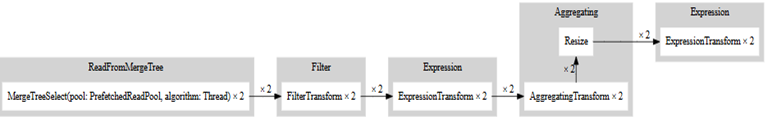 ReadFromMergeTree
MergeTreeSelect(pool: PrefetchedReadPool, algorithm: Thread) × 2
× 2
Filter
FilterTransform × 2
× 2
Expression
ExpressionTransform × 2
× 2
Aggregating
AggregatingTransform × 2
× 2
Resize
× 2
Expression
ExpressionTransform × 2